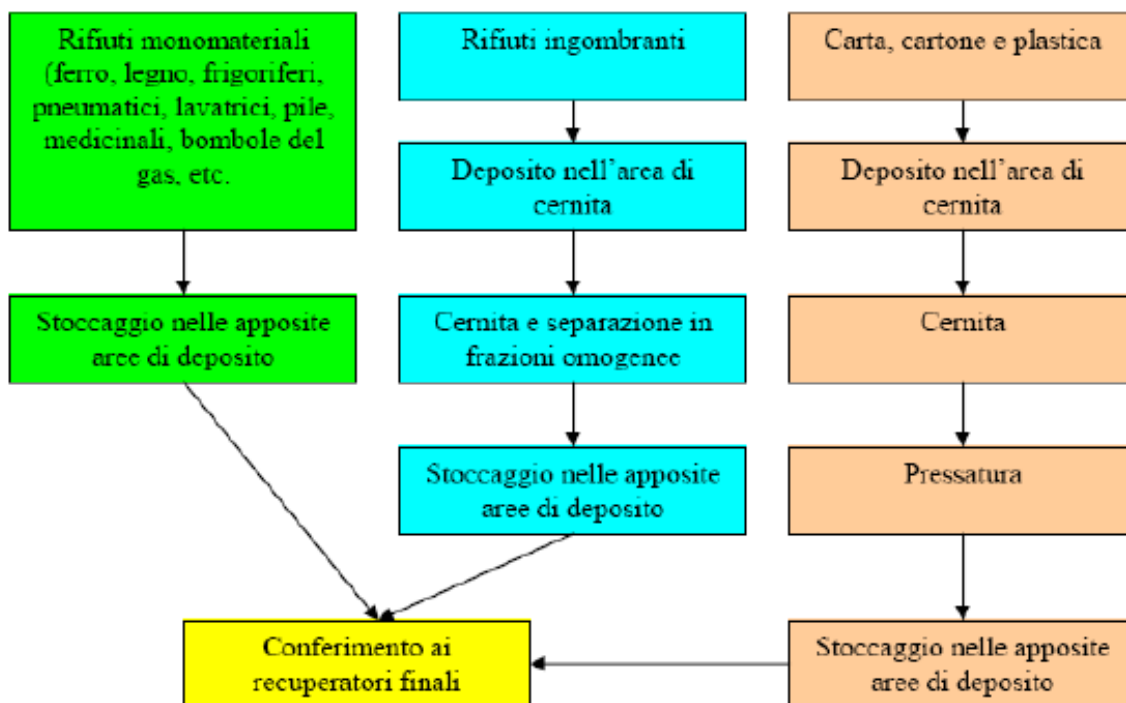 Rifiuti monomateriali
(ferro, legno, frigoriferi,
pneumatici, lavatrici, pile,
medicinali, bombole del
gas, etc.
Stoccaggio nelle apposite
aree di deposito
Rifiuti ingombranti
Deposito nell'area di
cernita
Cernita e separazione in
frazioni omogenee
Stoccaggio nelle apposite
aree di deposito
Carta, cartone e plastica
Deposito nell'area di
cernita
Cernita
Pressatura
Stoccaggio nelle apposite
aree di deposito
Conferimento ai
recuperatori finali